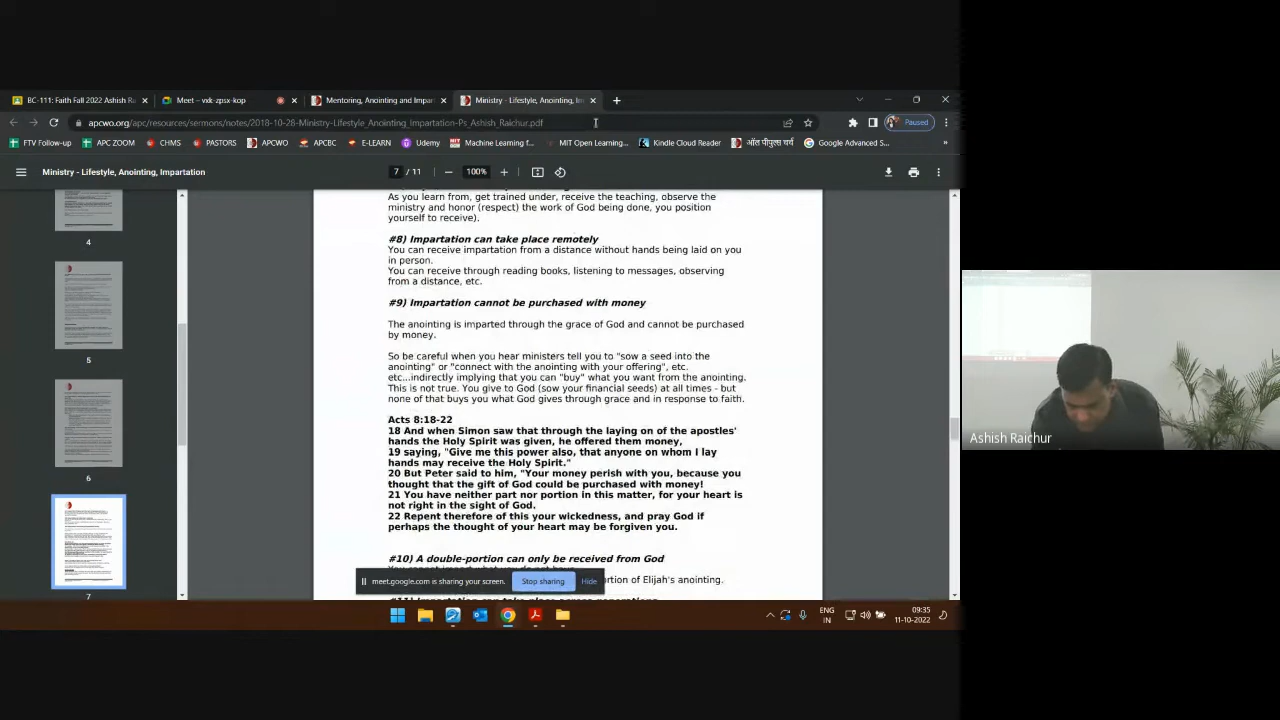 BC-111: Faith Fall 2022 Ashish Ra
Meet – vxk-zpsx-kop
Mentoring, Anointing and Impar
Ministry - Lifestyle, Anointing, Im
apcwo.org/apc/resources/sermons/notes/2018-10-28-Ministry-Lifestyle_Anointing_Impartation-Ps_Ashish_Raichur.pdf
Paused
FTV Follow-up
APC ZOOM
CHMS
PASTORS
APCWO
APCBC
E-LEARN
Udemy
Machine Learning f...
MIT Open Learning...
Kindle Cloud Reader
ऑल पीपुल्स चर्च
Google Advanced S...
Ministry - Lifestyle, Anointing, Impartation
7 / 11
100%
4
5
6
7
As you learn from, get trained under, receive the teaching, observe the
ministry and honor (respect) the work of God being done, you position
yourself to receive).
#8) Impartation can take place remotely
You can receive impartation from a distance without hands being laid on you
in person.
You can receive through reading books, listening to messages, observing
from a distance, etc.
#9) Impartation cannot be purchased with money
The anointing is imparted through the grace of God and cannot be purchased
by money.
So be careful when you hear ministers tell you to "sow a seed into the
anointing" or "connect with the anointing with your offering", etc.
etc...indirectly implying that you can "buy" what you want from the anointing.
This is not true. You give to God (sow your financial seeds) at all times - but
none of that buys you what God gives through grace and in response to faith.
Acts 8:18-22
18 And when Simon saw that through the laying on of the apostles'
hands the Holy Spirit was given, he offered them money,
19 saying, "Give me this power also, that anyone on whom I lay
hands may receive the Holy Spirit."
20 But Peter said to him, "Your money perish with you, because you
thought that the gift of God could be purchased with money!
21 You have neither part nor portion in this matter, for your heart is
not right in the sight of God.
22 Repent therefore of this your wickedness, and pray God if
perhaps the thought of your heart may be forgiven you.
#10) A double-portion can only be received from God
rtion of Elijah's anointing.
#11) Impartation can take place across generations
meet.google.com is sharing your screen.
Stop sharing
Hide
ENG
IN
09:35
11-10-2022
Ashish Raichur